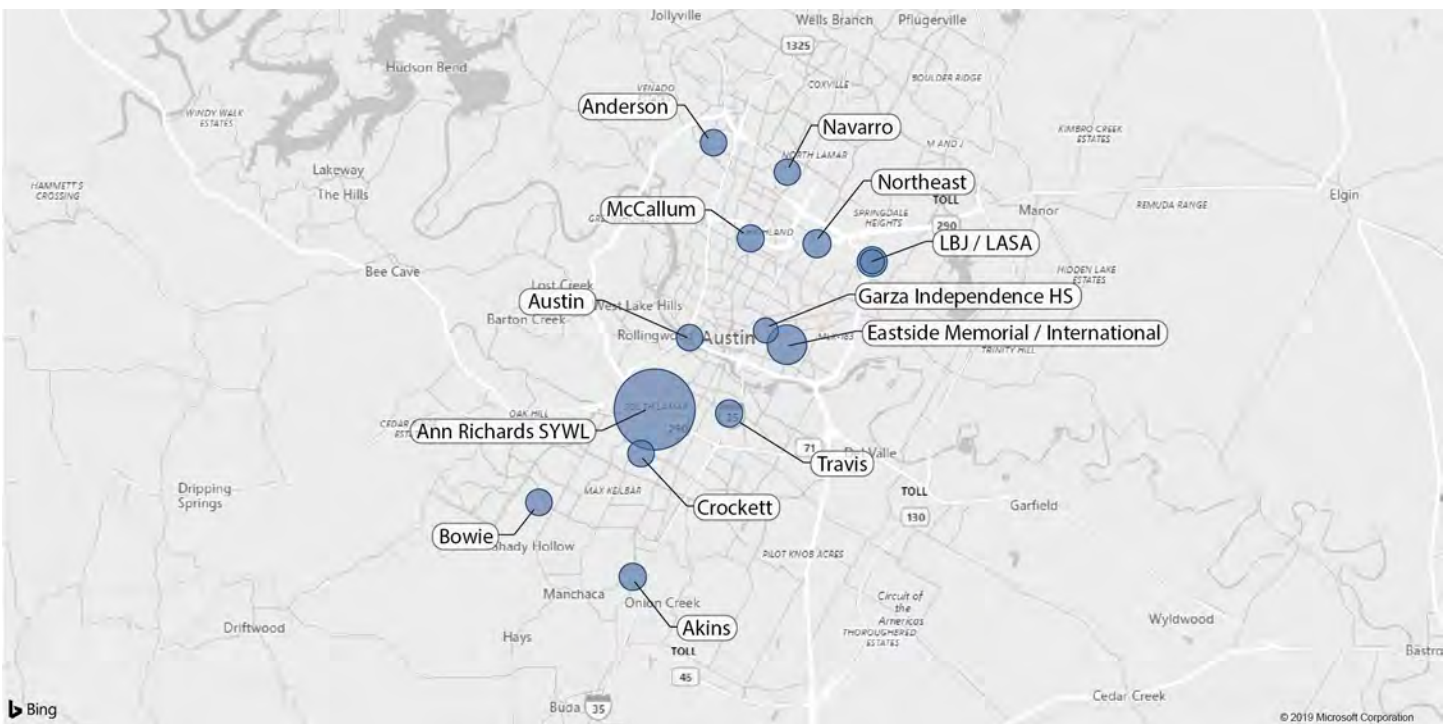 Jollyville
Wells Branch
Pflugerville
1325
Hudson Bend
COXVILLE
BOULDER RIDGE
VENADO
Anderson
WINDY WALK
ESTATES
Navarro
KIMBRO CREEK
ESTATES
NORTH LAMAR
M AND J
Lakeway
The Hills
HAMMETT'S
CROSSING
Northeast
TOLL
290
Elgin
McCallum
SPRINGDALE
HEIGHTS
Manor
REMUDA RANGE
LBJ / LASA
Bee Cave
HIDDEN LAKE
ESTATES
Lost Creek
Garza Independence HS
Austin
West Lake Hills
Barton Creek
Eastside Memorial / International
Austin
TRINITY HILL
OAK HILL
SOUTH LAMAR
290
35
Ann Richards SYWL
71
Del Valle
Travis
MAX KEILBAR
Dripping
Springs
TOLL
130
Garfield
Crockett
Bowie
Shady Hollow
PILOT KNOB ACRES
Manchaca
Onion Creek
Circuit of
the
Americas
THOROUGHBRED
ESTATES
Wyldwood
Driftwood
Hays
Akins
TOLL
45
Buda
35
Cedar Creek
Bing
© 2019 Microsoft Corporation